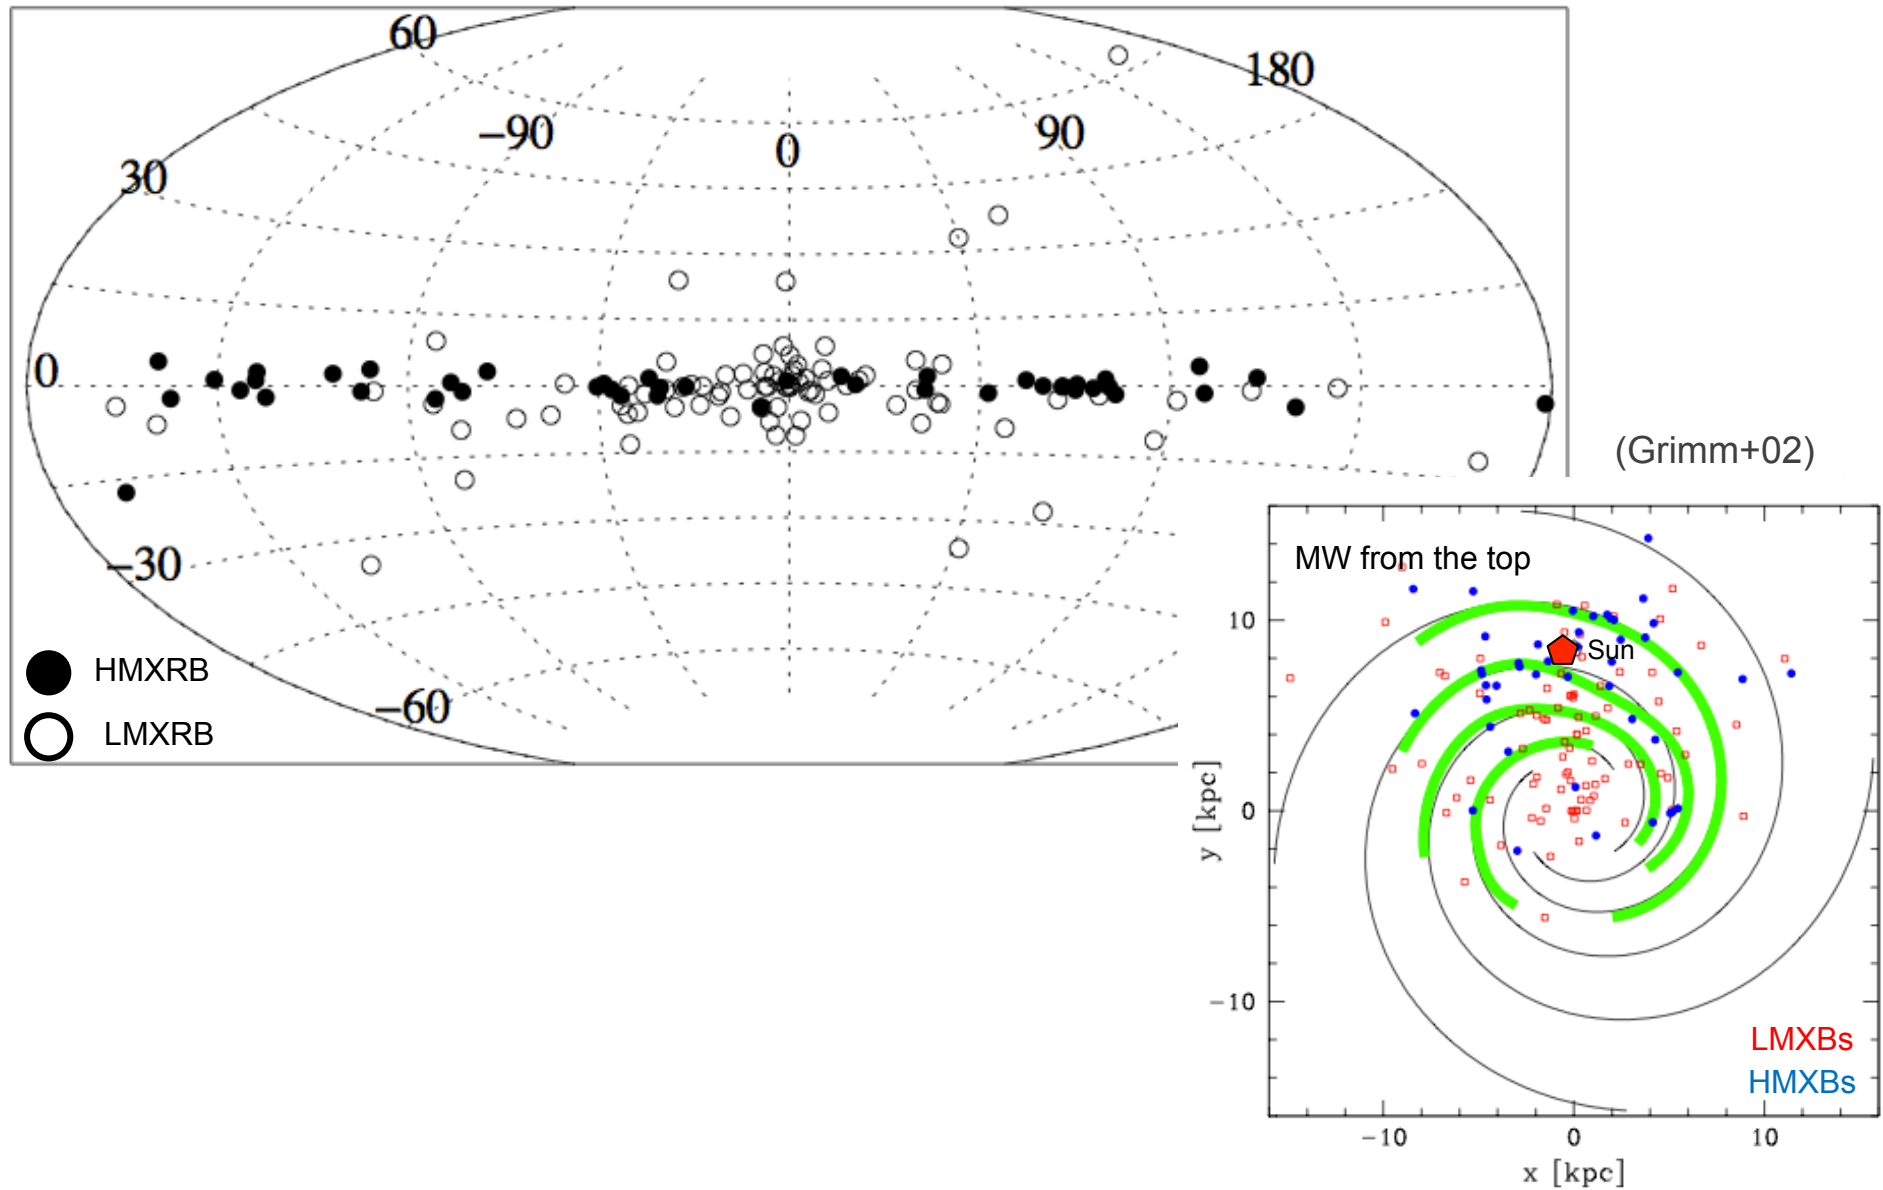 60
180
−90
90
0
30
0
(Grimm+02)
MW from the top
10
Sun
−30
HMXRB
−60
LMXRB
y [kpc]
0
−10
LMXBs
HMXBs
−10
0
10
x [kpc]